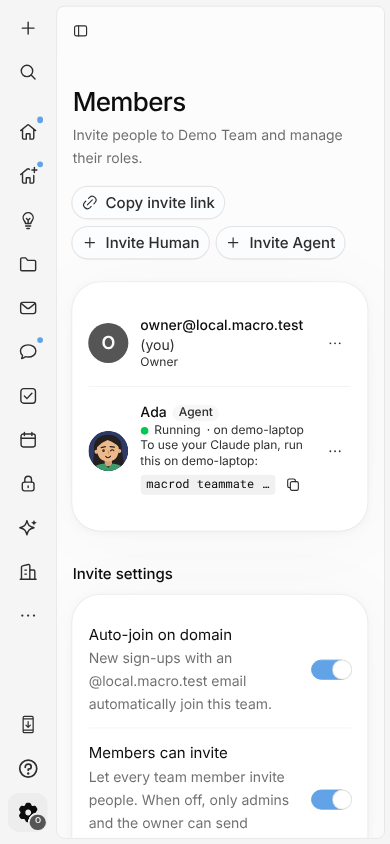 Members
Invite people to Demo Team and manage
their roles.
Copy invite link
Invite Human
Invite Agent
O
owner@local.macro.test
(you)
Owner
Ada Agent
Running · on demo-laptop
To use your Claude plan, run
this on demo-laptop:
macrod teammate …
Invite settings
Auto-join on domain
New sign-ups with an
@local.macro.test email
automatically join this team.
Members can invite
Let every team member invite
people. When off, only admins
and the owner can send
O